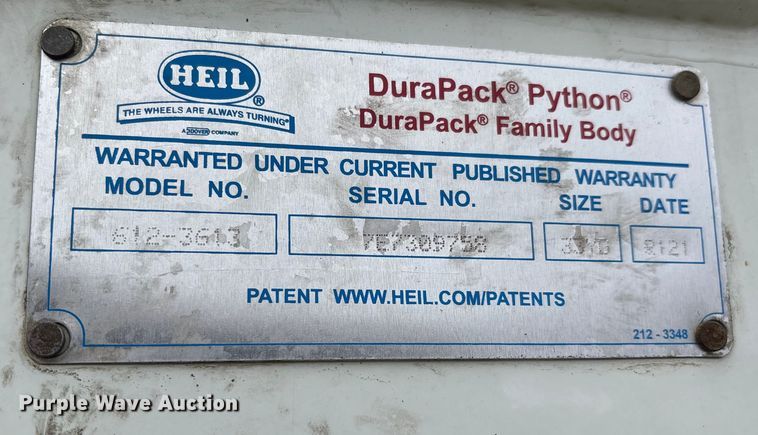 HEIL®
THE WHEELS ARE ALWAYS TURNING®
A DOVER COMPANY
DuraPack® Python®
DuraPack® Family Body
WARRANTED UNDER CURRENT PUBLISHED WARRANTY
MODEL NO. SERIAL NO. SIZE DATE
612-3613
PATENT WWW.HEIL.COM/PATENTS
212 - 3348
Purple Wave Auction